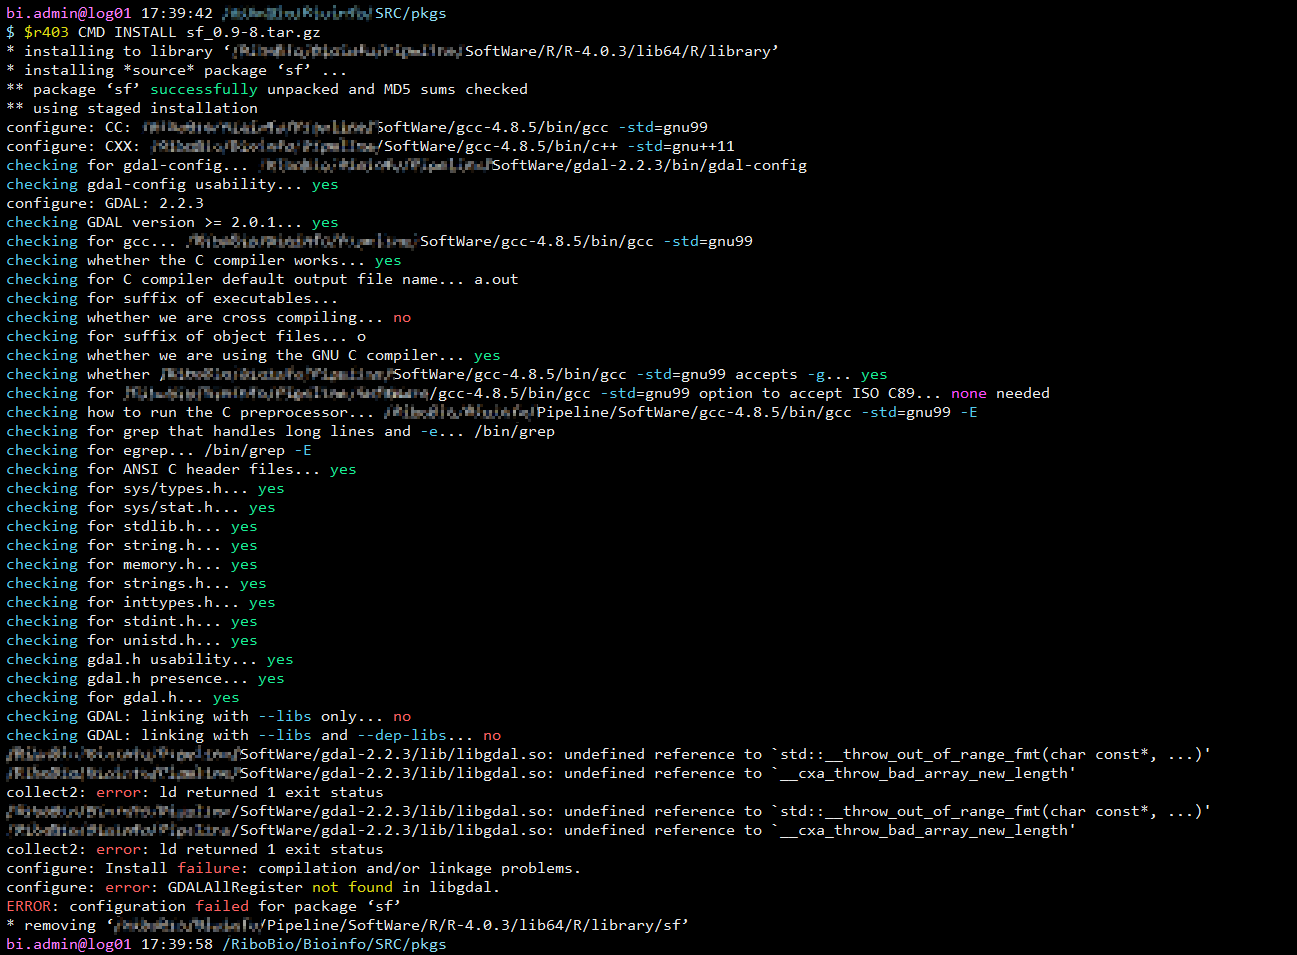 bi.admin@log01 17:39:42 SRC/pkgs
$ $r403 CMD INSTALL sf_0.9-8.tar.gz
* installing to library ‘SoftWare/R/R-4.0.3/lib64/R/library’
* installing *source* package ‘sf’ ...
** package ‘sf’ successfully unpacked and MD5 sums checked
** using staged installation
configure: CC: SoftWare/gcc-4.8.5/bin/gcc -std=gnu99
configure: CXX: /SoftWare/gcc-4.8.5/bin/c++ -std=gnu++11
checking for gdal-config... SoftWare/gdal-2.2.3/bin/gdal-config
checking gdal-config usability... yes
configure: GDAL: 2.2.3
checking GDAL version >= 2.0.1... yes
checking for gcc... SoftWare/gcc-4.8.5/bin/gcc -std=gnu99
checking whether the C compiler works... yes
checking for C compiler default output file name... a.out
checking for suffix of executables...
checking whether we are cross compiling... no
checking for suffix of object files... o
checking whether we are using the GNU C compiler... yes
checking whether SoftWare/gcc-4.8.5/bin/gcc -std=gnu99 accepts -g... yes
checking for /gcc-4.8.5/bin/gcc -std=gnu99 option to accept ISO C89... none needed
checking how to run the C preprocessor... Pipeline/SoftWare/gcc-4.8.5/bin/gcc -std=gnu99 -E
checking for grep that handles long lines and -e... /bin/grep
checking for egrep... /bin/grep -E
checking for ANSI C header files... yes
checking for sys/types.h... yes
checking for sys/stat.h... yes
checking for stdlib.h... yes
checking for string.h... yes
checking for memory.h... yes
checking for strings.h... yes
checking for inttypes.h... yes
checking for stdint.h... yes
checking for unistd.h... yes
checking gdal.h usability... yes
checking gdal.h presence... yes
checking for gdal.h... yes
checking GDAL: linking with --libs only... no
checking GDAL: linking with --libs and --dep-libs... no
SoftWare/gdal-2.2.3/lib/libgdal.so: undefined reference to `std::__throw_out_of_range_fmt(char const*, ...)'
SoftWare/gdal-2.2.3/lib/libgdal.so: undefined reference to `__cxa_throw_bad_array_new_length'
collect2: error: ld returned 1 exit status
/SoftWare/gdal-2.2.3/lib/libgdal.so: undefined reference to `std::__throw_out_of_range_fmt(char const*, ...)'
/SoftWare/gdal-2.2.3/lib/libgdal.so: undefined reference to `__cxa_throw_bad_array_new_length'
collect2: error: ld returned 1 exit status
configure: Install failure: compilation and/or linkage problems.
configure: error: GDALAllRegister not found in libgdal.
ERROR: configuration failed for package ‘sf’
* removing ‘/Pipeline/SoftWare/R/R-4.0.3/lib64/R/library/sf’
bi.admin@log01 17:39:58 /RiboBio/Bioinfo/SRC/pkgs